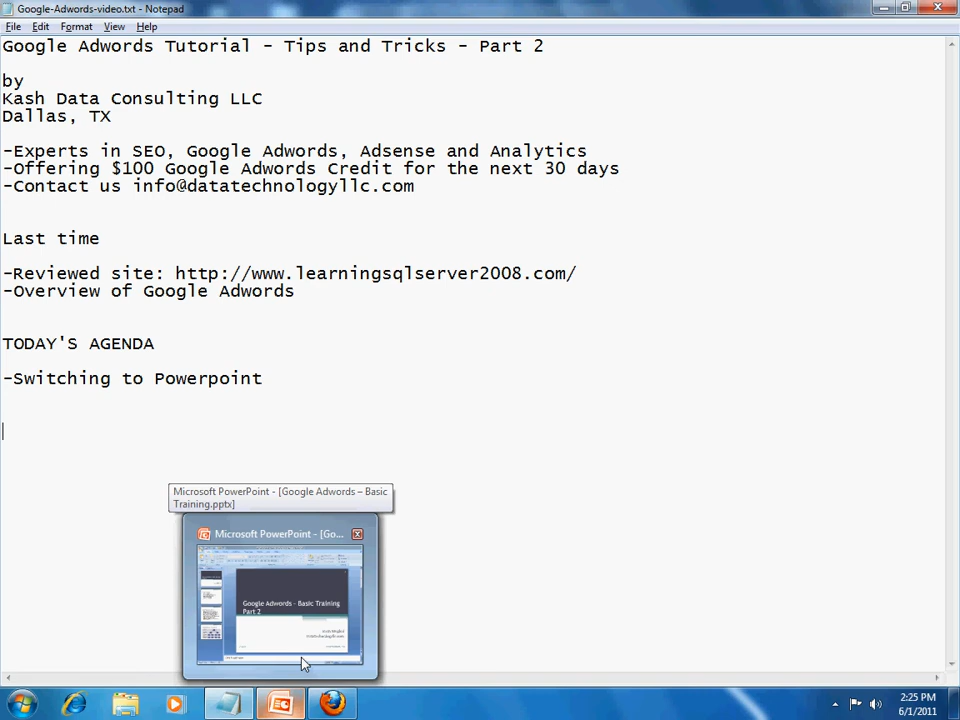 Google-Adwords-video.txt - Notepad
File Edit Format View Help
Google Adwords Tutorial - Tips and Tricks - Part 2
by
Kash Data Consulting LLC
Dallas, TX
-Experts in SEO, Google Adwords, Adsense and Analytics
-Offering $100 Google Adwords Credit for the next 30 days
-Contact us info@datatechnologyllc.com
Last time
-Reviewed site: http://www.learningsqlserver2008.com/
-Overview of Google Adwords
TODAY'S AGENDA
-Switching to Powerpoint
Microsoft PowerPoint - [Google Adwords – Basic
Training.pptx]
Microsoft PowerPoint - [Go...
Google Adwords - Basic Training
Part 2
2:25 PM
6/1/2011